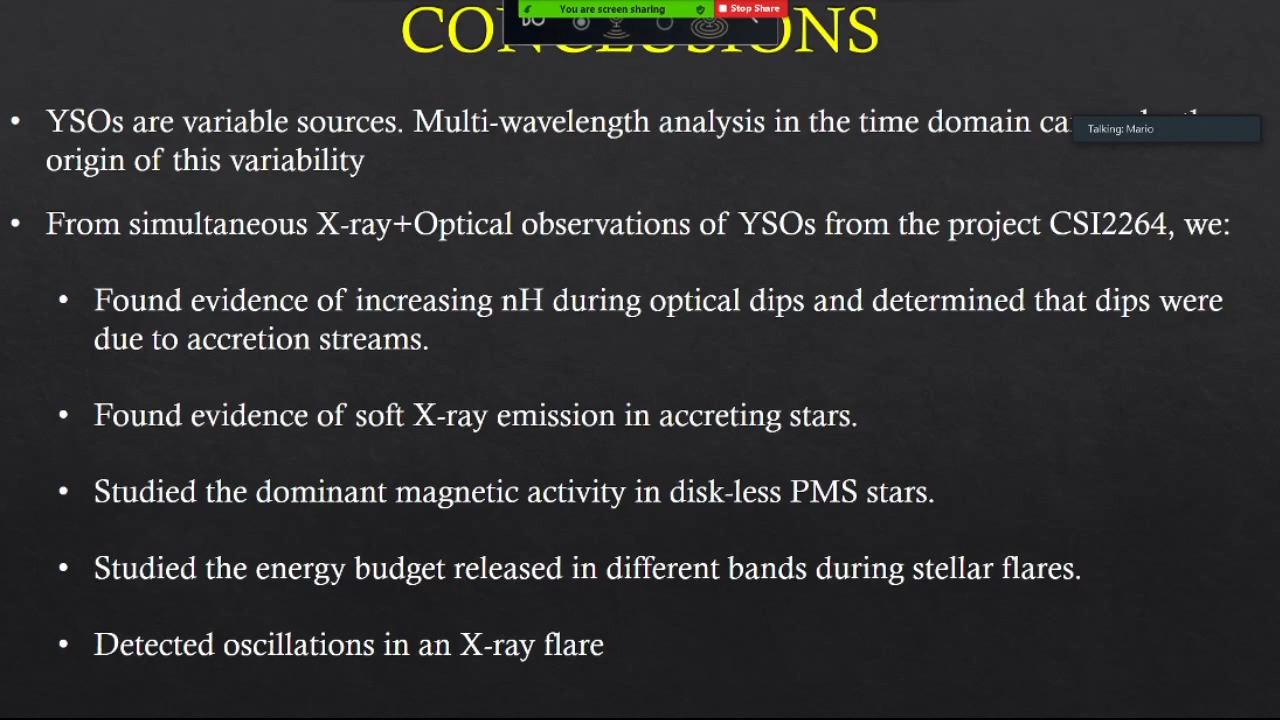 You are screen sharing
Stop Share
CONCLUSIONS
• YSOs are variable sources. Multi-wavelength analysis in the time domain
Talking: Mario
origin of this variability
• From simultaneous X-ray+Optical observations of YSOs from the project CSI2264, we:
• Found evidence of increasing nH during optical dips and determined that dips were
due to accretion streams.
• Found evidence of soft X-ray emission in accreting stars.
• Studied the dominant magnetic activity in disk-less PMS stars.
• Studied the energy budget released in different bands during stellar flares.
• Detected oscillations in an X-ray flare